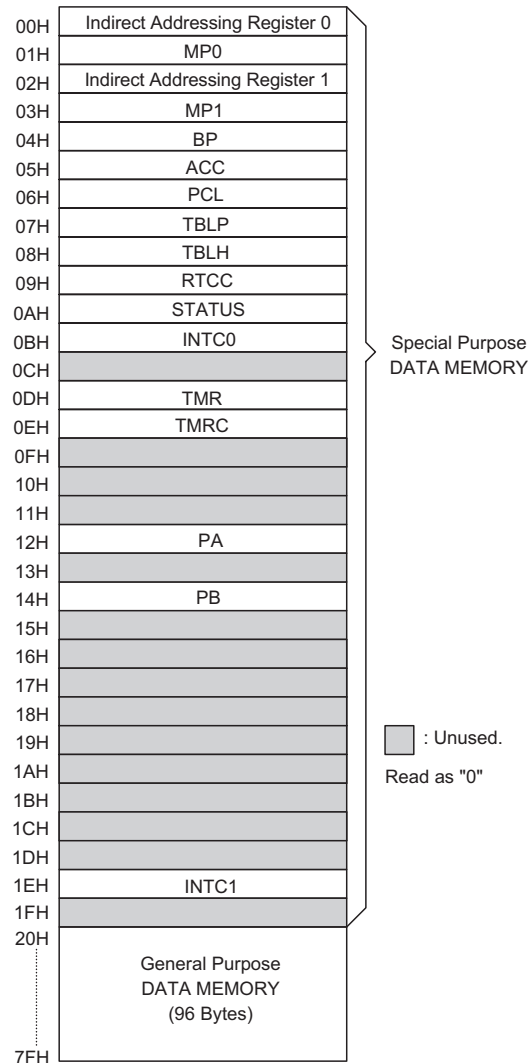 00H Indirect Addressing Register 0
01H MP0
02H Indirect Addressing Register 1
03H MP1
04H BP
05H ACC
06H PCL
07H TBLP
08H TBLH
09H RTCC
0AH STATUS
0BH INTC0
0CH
0DH TMR
0EH TMRC
0FH
10H
11H
12H PA
13H
14H PB
15H
16H
17H
18H
19H
1AH
1BH
1CH
1DH
1EH INTC1
1FH
20H
General Purpose
DATA MEMORY
(96 Bytes)
7FH
Special Purpose
DATA MEMORY
: Unused.
Read as "0"